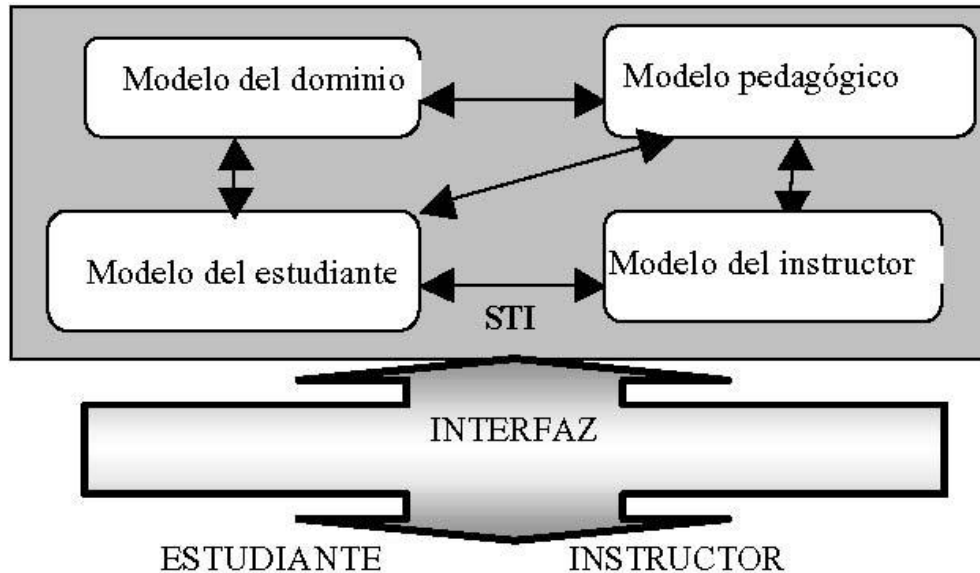 Modelo del dominio
Modelo pedagógico
Modelo del estudiante
Modelo del instructor
STI
INTERFAZ
ESTUDIANTE
INSTRUCTOR